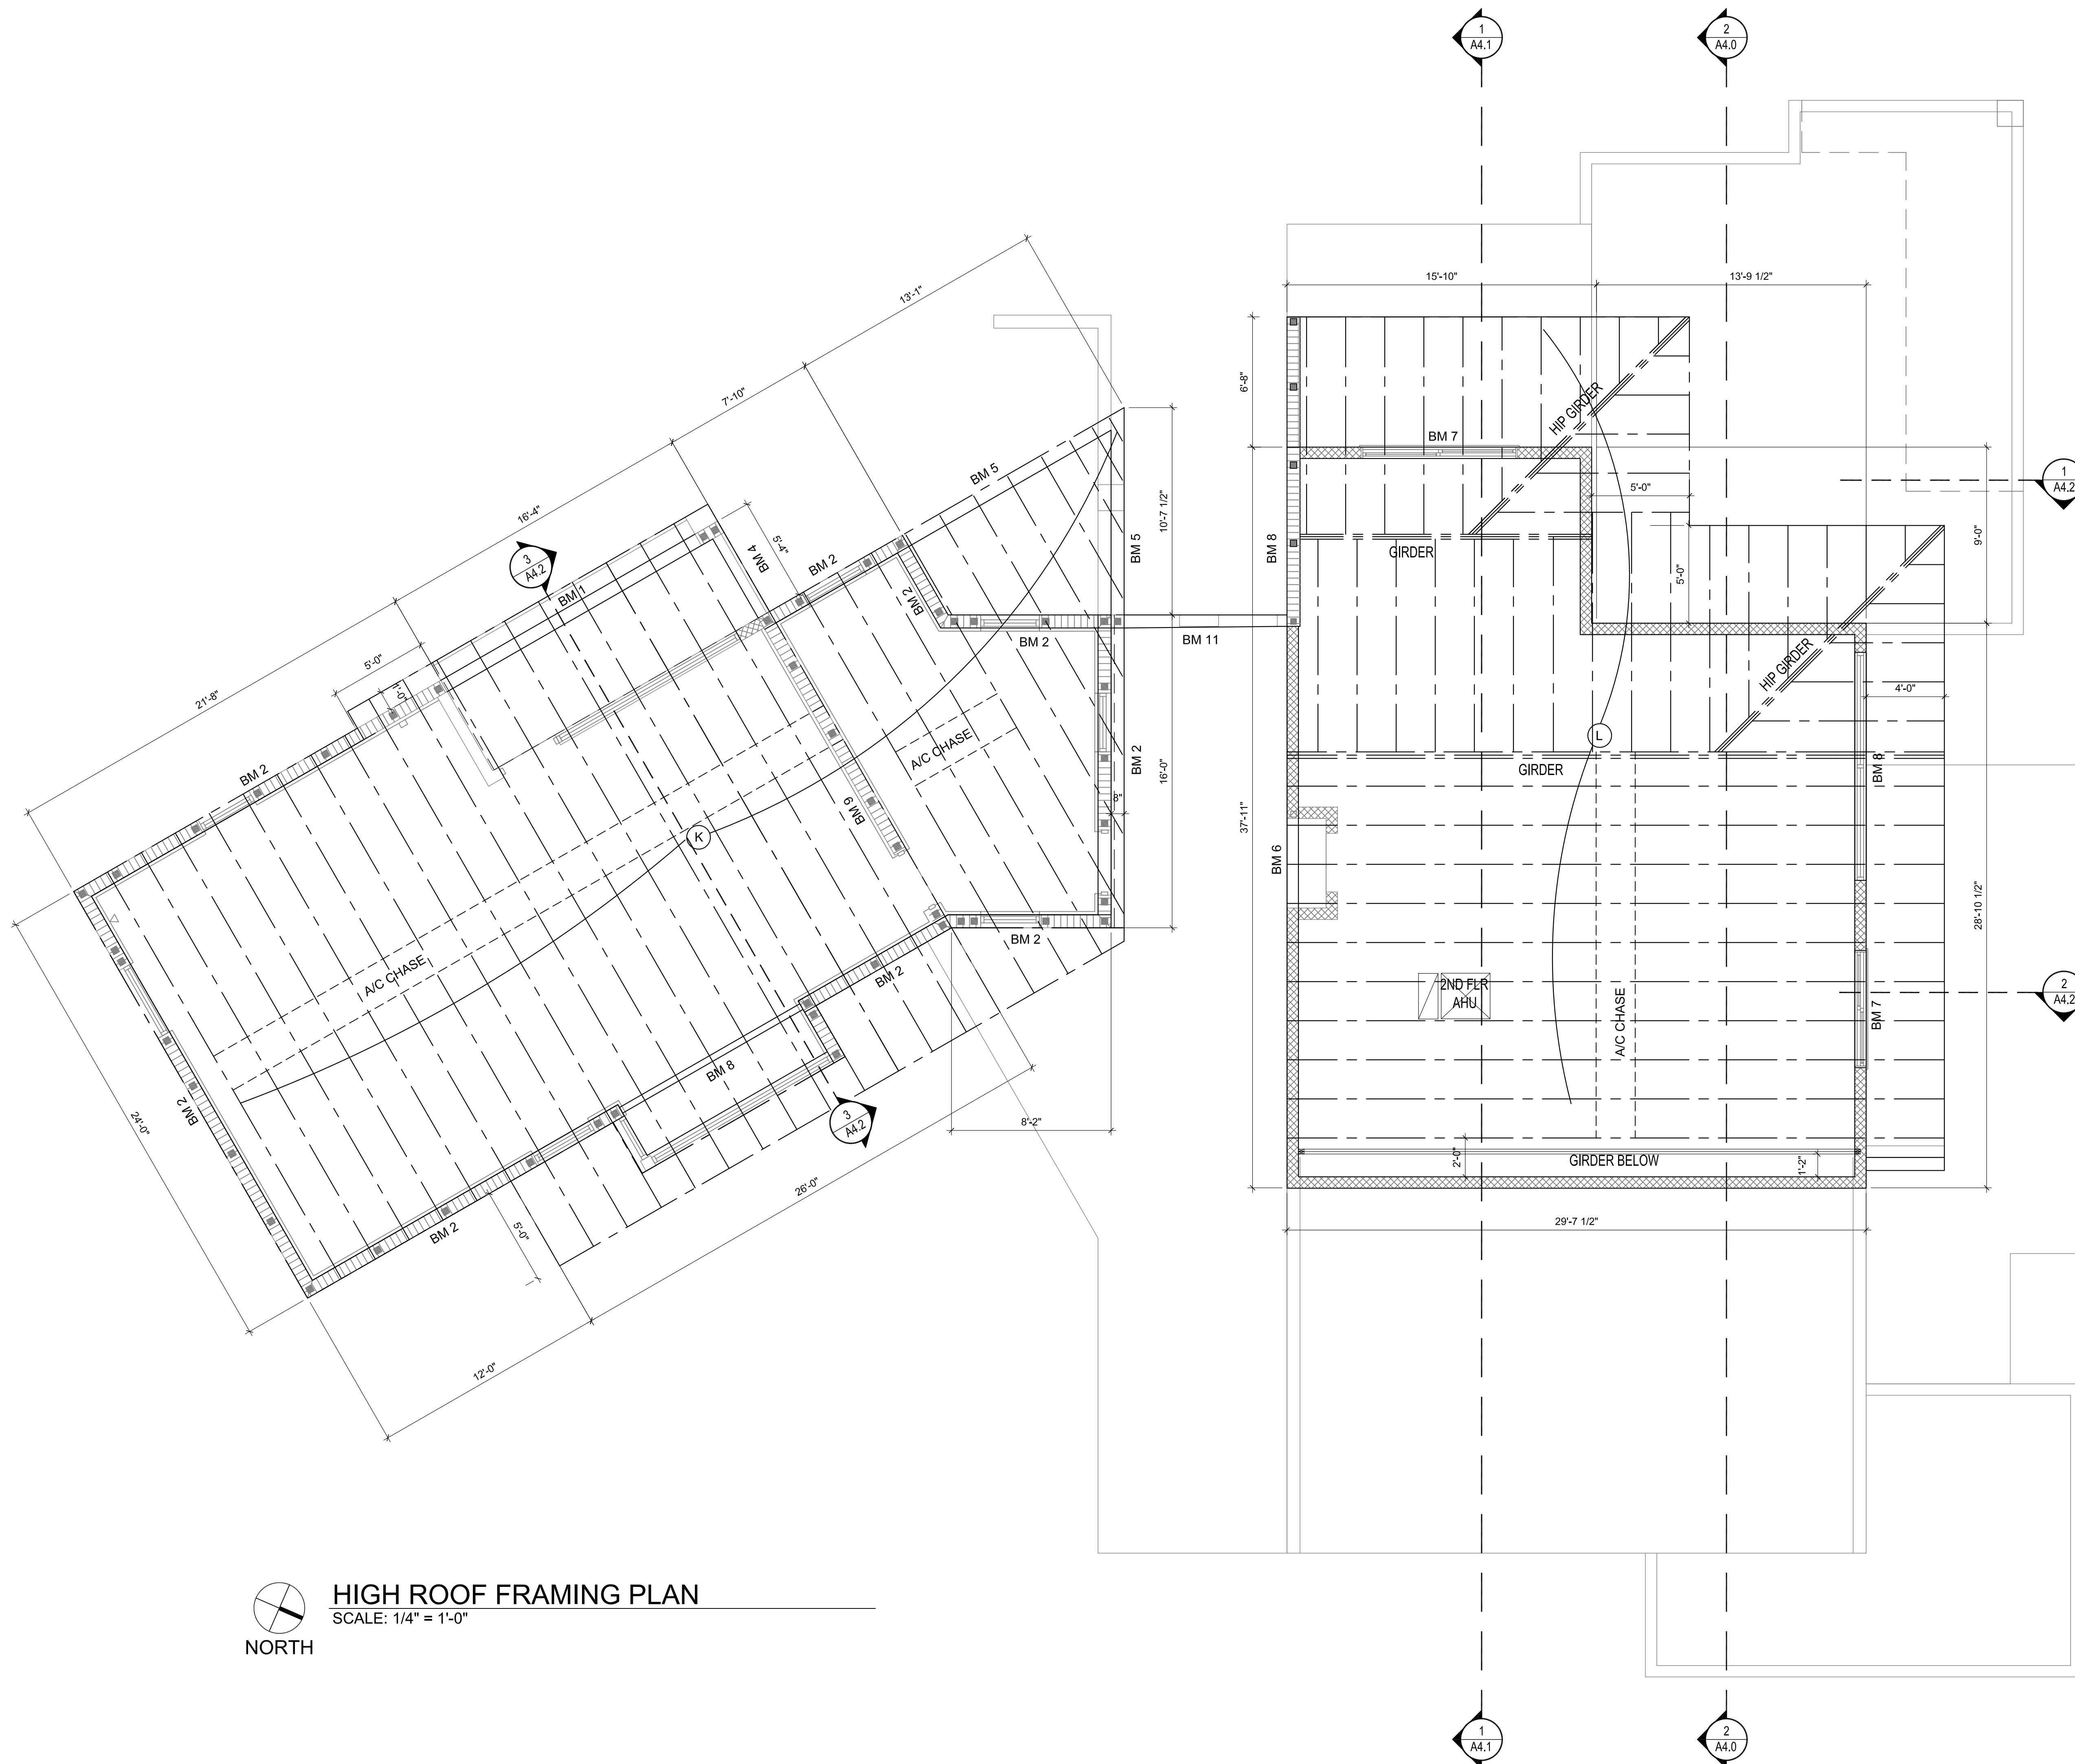 1
A4.1
2
A4.0
15'-10"
13'-9 1/2"
13'-1"
7'-10"
16'-4"
21'-8"
6'-8"
HIP GIRDER
BM 7
1
A4.2
5'-0"
BM 5
10'-7 1/2"
BM 5
9'-0"
BM 8
GIRDER
5'-0"
3
A4.2
BM 1
BM 4
5'-4"
BM 2
BM 2
BM 2
BM 11
HIP GIRDER
4'-0"
5'-0"
1'-0"
L
A/C CHASE
BM 2
16'-0"
8"
BM 2
GIRDER
BM 8
K
BM 9
37'-11"
BM 6
28'-10 1/2"
BM 2
A/C CHASE
BM 2
2ND FLR
AHU
A/C CHASE
BM 7
2
A4.2
BM 8
3
A4.2
8'-2"
24'-0"
BM 2
26'-0"
2'-0"
GIRDER BELOW
1'-2"
BM 2
5'-0"
29'-7 1/2"
12'-0"
HIGH ROOF FRAMING PLAN
SCALE: 1/4" = 1'-0"
NORTH
1
A4.1
2
A4.0